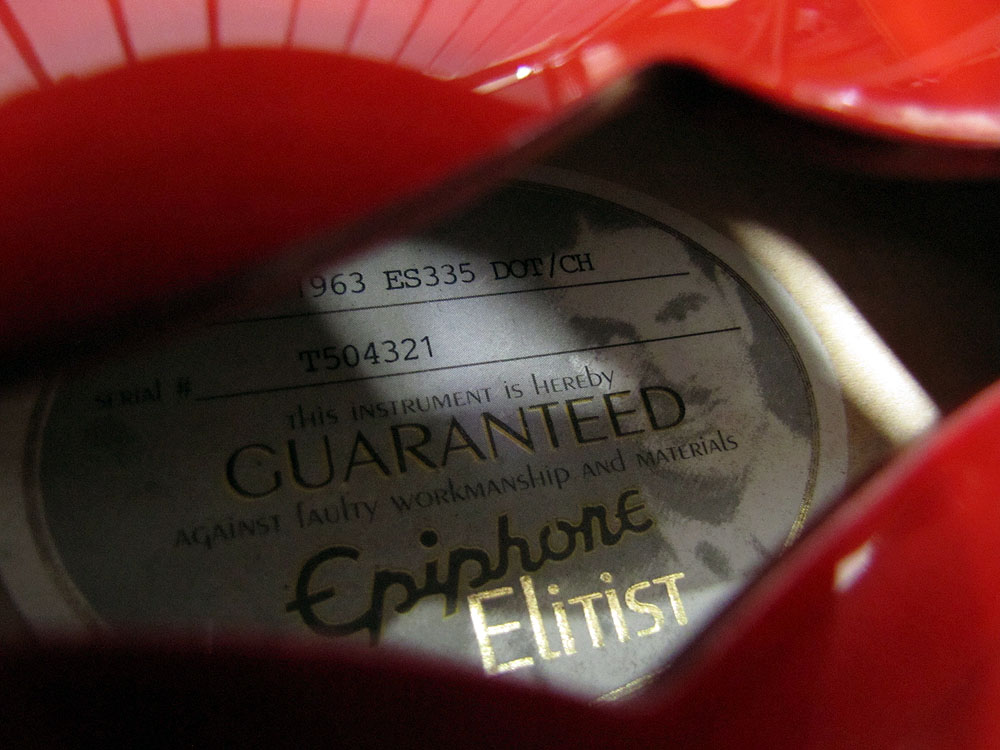 1963 ES335 DOT/CH
SERIAL # T504321
THIS INSTRUMENT IS HEREBY
GUARANTEED
AGAINST FAULTY WORKMANSHIP AND MATERIALS
Epiphone
ELITIST